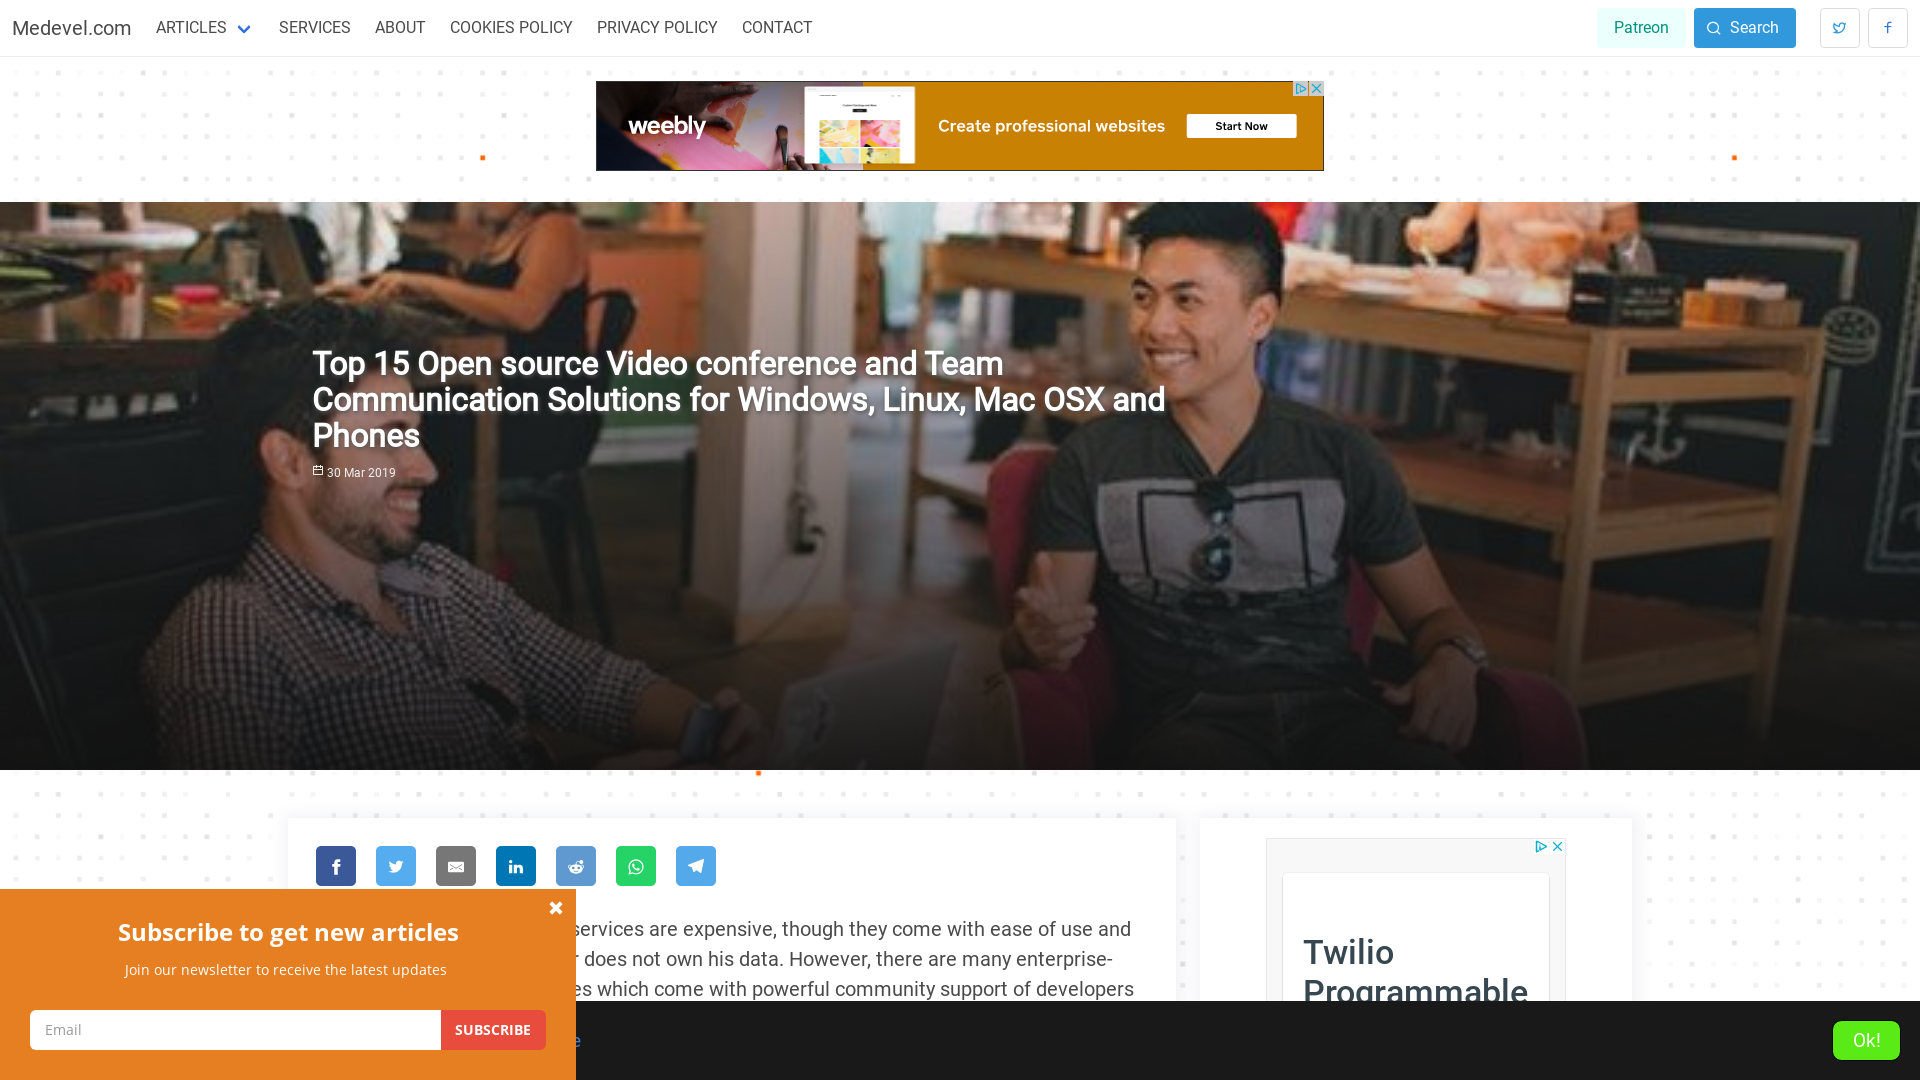 Medevel.com ARTICLES SERVICES ABOUT COOKIES POLICY PRIVACY POLICY CONTACT Patreon Search
weebly Create professional websites Start Now
Top 15 Open source Video conference and Team
Communication Solutions for Windows, Linux, Mac OSX and
Phones
30 Mar 2019
services are expensive, though they come with ease of use and
does not own his data. However, there are many enterprise-
which come with powerful community support of developers
Twilio
Programmable
Subscribe to get new articles
Join our newsletter to receive the latest updates
Email SUBSCRIBE
Ok!